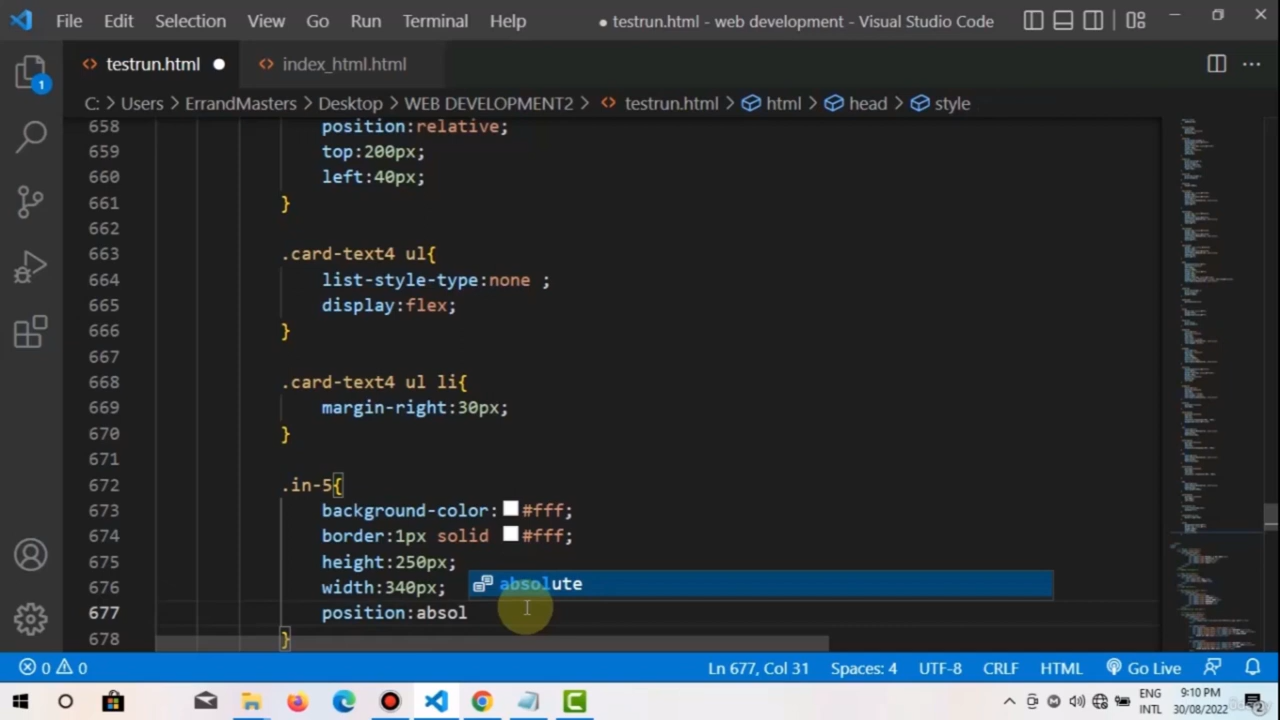 File Edit Selection View Go Run Terminal Help
● testrun.html - web development - Visual Studio Code
testrun.html ●
index_html.html
C: > Users > ErrandMasters > Desktop > WEB DEVELOPMENT2 > testrun.html > html > head > style
658 position:relative;
659 top:200px;
660 left:40px;
661 }
662
663 .card-text4 ul{
664 list-style-type:none ;
665 display:flex;
666 }
667
668 .card-text4 ul li{
669 margin-right:30px;
670 }
671
672 .in-5{
673 background-color: #fff;
674 border:1px solid #fff;
675 height:250px;
676 width:340px;
absolute
677 position:absol
678 }
1
0 0
Ln 677, Col 31 Spaces: 4 UTF-8 CRLF HTML Go Live
ENG
INTL
9:10 PM
30/08/2022
2